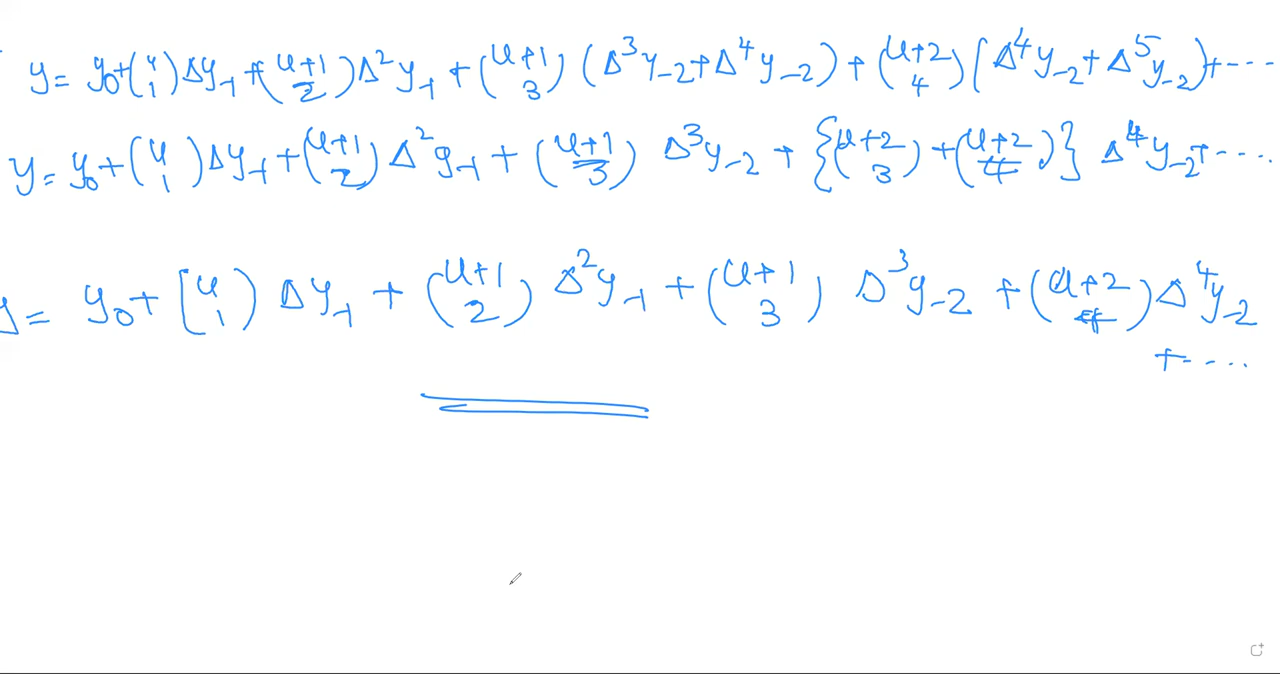 y = y₀ + (u 1) Δy₋₁ + (u+1 2) Δ²y₋₁ + (u+1 3) (Δ³y₋₂ + Δ⁴y₋₂) + (u+2 4) (Δ⁴y₋₂ + Δ⁵y₋₂) + ----
y = y₀ + (u 1) Δy₋₁ + (u+1 2) Δ²y₋₁ + (u+1 3) Δ³y₋₂ + {(u+2 3) + (u+2 4)} Δ⁴y₋₂ + ----
y = y₀ + (u 1) Δy₋₁ + (u+1 2) Δ²y₋₁ + (u+1 3) Δ³y₋₂ + (u+2 4) Δ⁴y₋₂
+ ----